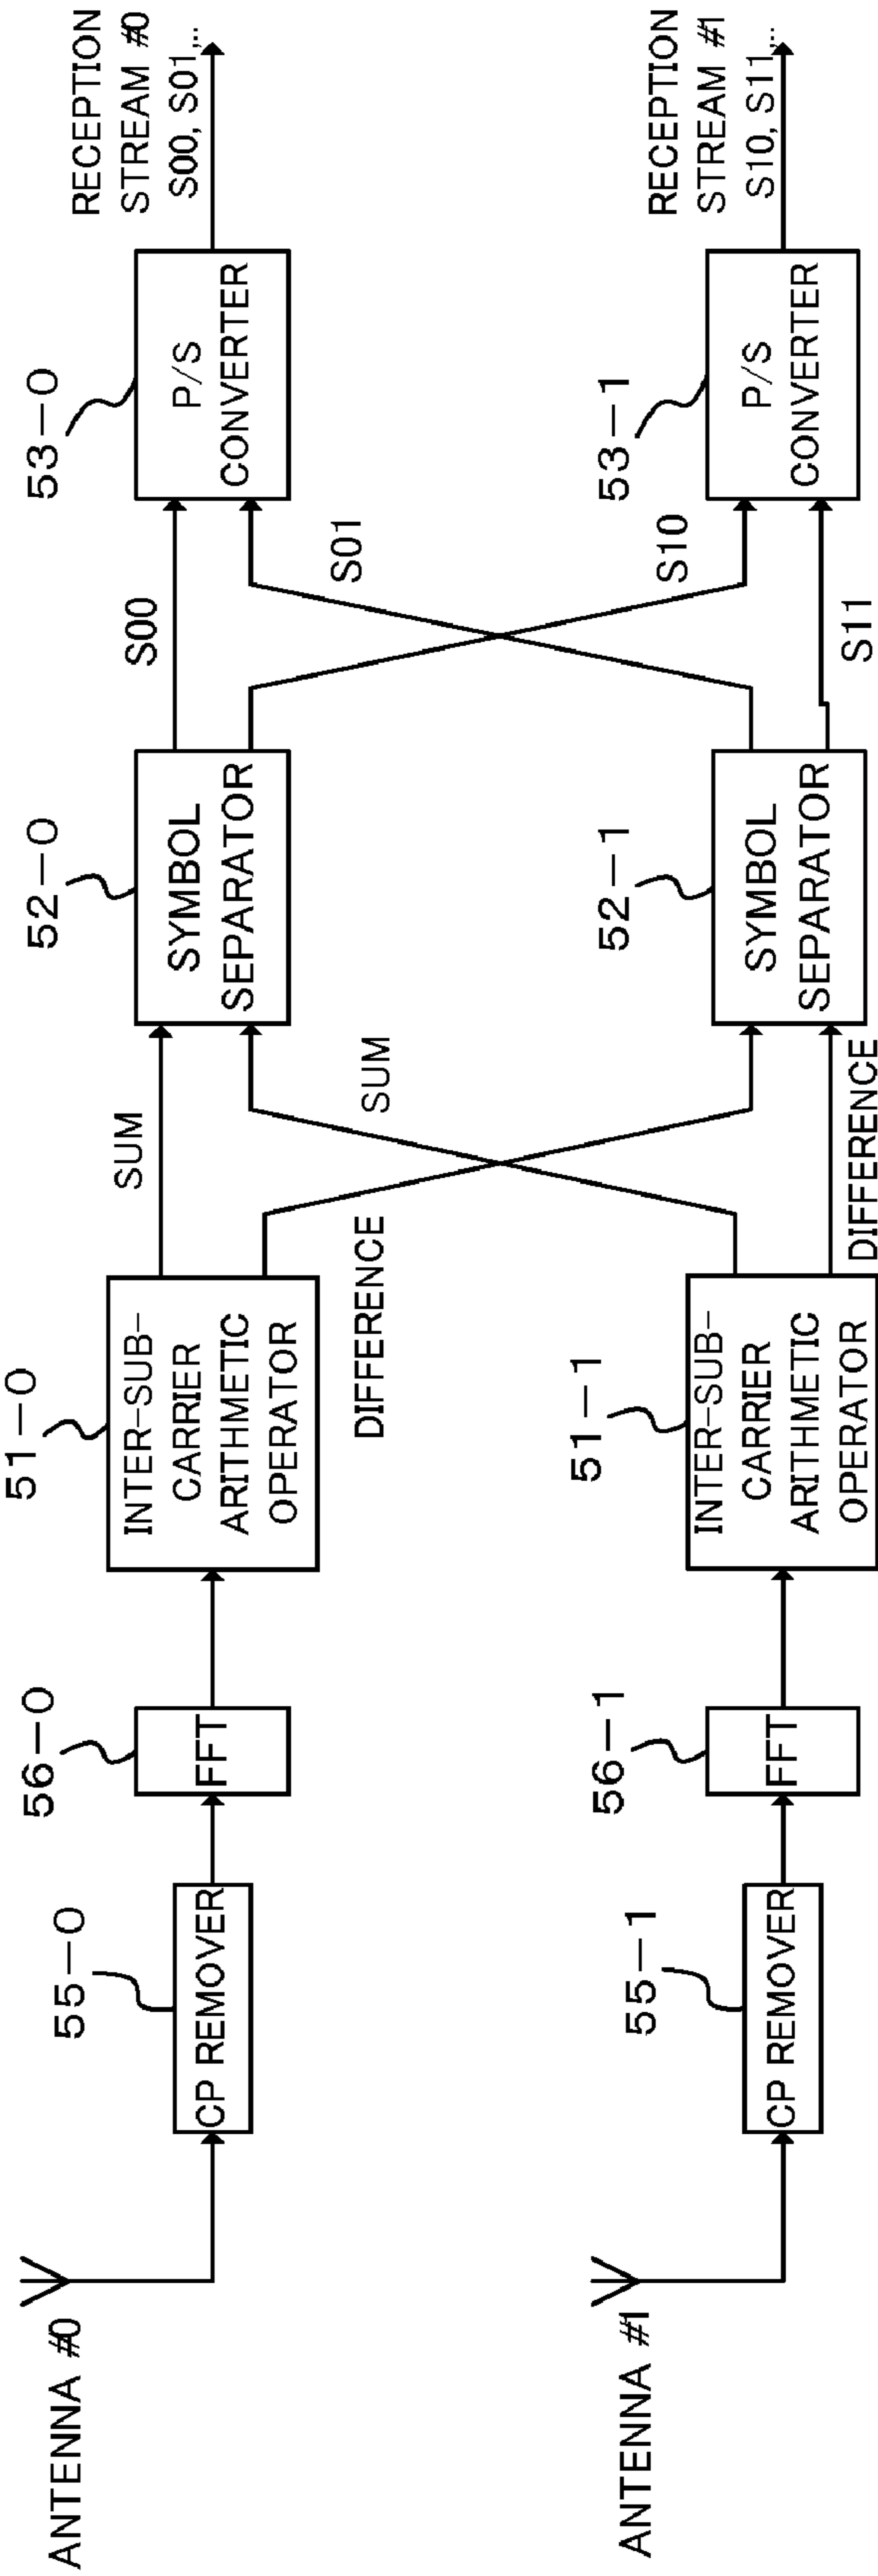 ANTENNA #0
55-0
CP REMOVER
56-0
FFT
51-0
INTER-SUB-
CARRIER
ARITHMETIC
OPERATOR
SUM
DIFFERENCE
SUM
52-0
SYMBOL
SEPARATOR
S00
S01
53-0
P/S
CONVERTER
RECEPTION
STREAM #0
S00, S01,..
ANTENNA #1
55-1
CP REMOVER
56-1
FFT
51-1
INTER-SUB-
CARRIER
ARITHMETIC
OPERATOR
DIFFERENCE
52-1
SYMBOL
SEPARATOR
S10
S11
53-1
P/S
CONVERTER
RECEPTION
STREAM #1
S10, S11,..